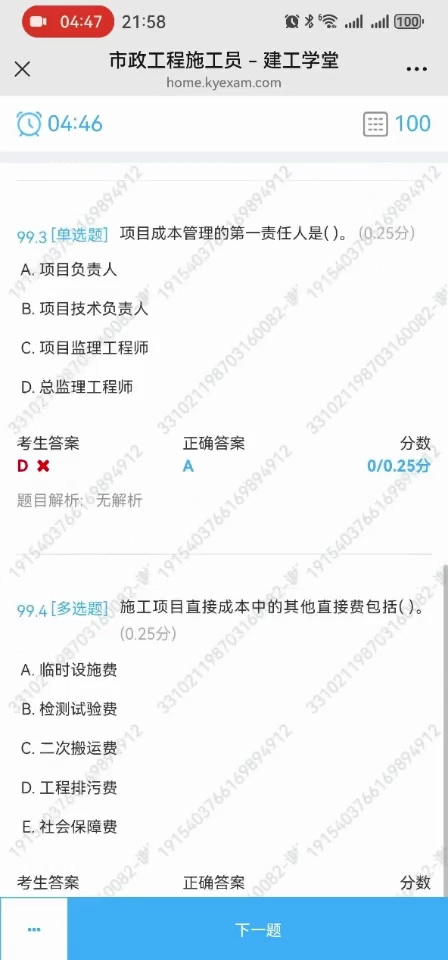 04:47 21:58 100
市政工程施工员 – 建工学堂
home.kyexam.com
04:46 100
99.3 [单选题] 项目成本管理的第一责任人是( )。 (0.25分)
A. 项目负责人
B. 项目技术负责人
C. 项目监理工程师
D. 总监理工程师
考生答案 正确答案 分数
D ✖ A 0/0.25分
题目解析: 无解析
99.4 [多选题] 施工项目直接成本中的其他直接费包括( )。
(0.25分)
A. 临时设施费
B. 检测试验费
C. 二次搬运费
D. 工程排污费
E. 社会保障费
考生答案 正确答案 分数
下一题